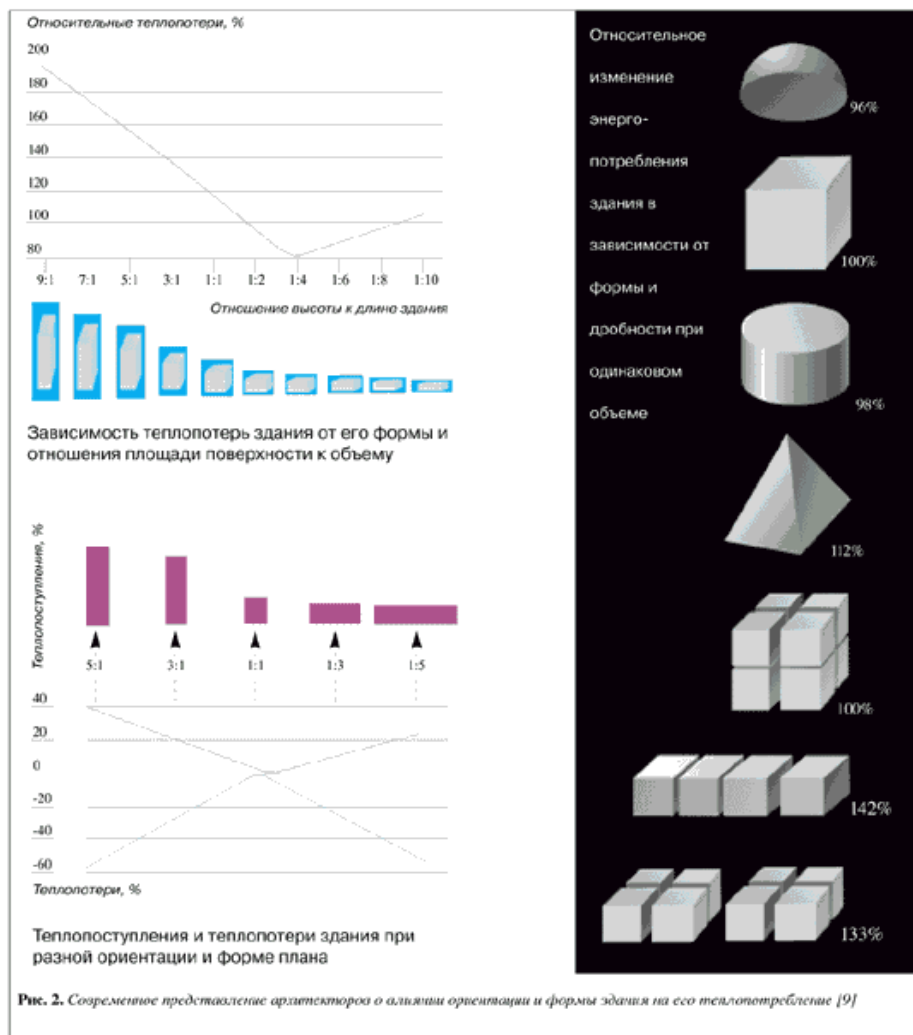 Относительные теплопотери, %
200
180
160
140
120
100
80
9:1 7:1 5:1 3:1 1:1 1:2 1:4 1:6 1:8 1:10
Отношение высоты к длине здания
Зависимость теплопотерь здания от его формы и
отношения площади поверхности к объему
Теплопоступления, %
5:1 3:1 1:1 1:3 1:5
40
20
0
-20
-40
-60
Теплопотери, %
Теплопоступления и теплопотери здания при
разной ориентации и форме плана
Относительное
изменение
энерго-
потребления
здания в
зависимости от
формы и
дробности при
одинаковом
объеме
96%
100%
98%
112%
100%
142%
133%
Рис. 2. Современное представление архитекторов о влиянии ориентации и формы здания на его теплопотребление [9]